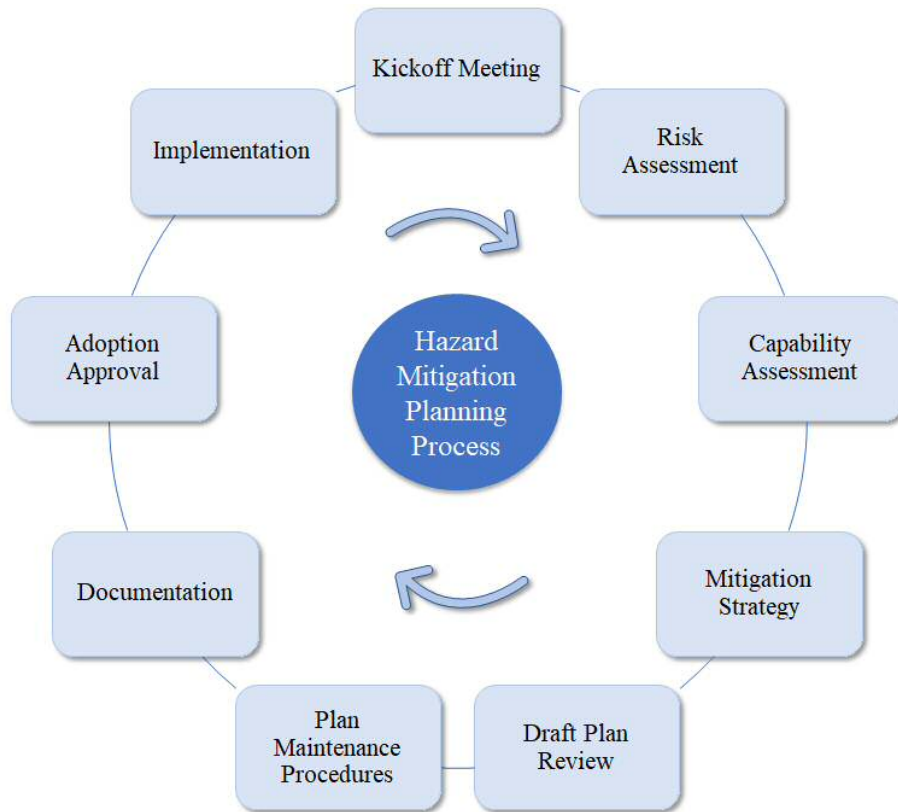 Kickoff Meeting
Risk
Assessment
Capability
Assessment
Mitigation
Strategy
Draft Plan
Review
Plan
Maintenance
Procedures
Documentation
Adoption
Approval
Implementation
Hazard
Mitigation
Planning
Process